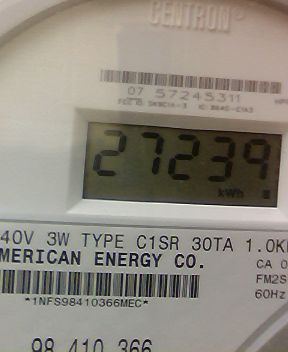 CENTRON®
07 57245311
27239
kWh
40V 3W TYPE C1SR 30TA 1.0K
MERICAN ENERGY CO.
CA 0
FM2S
60Hz
*1NFS98410366MEC*
98 410 366